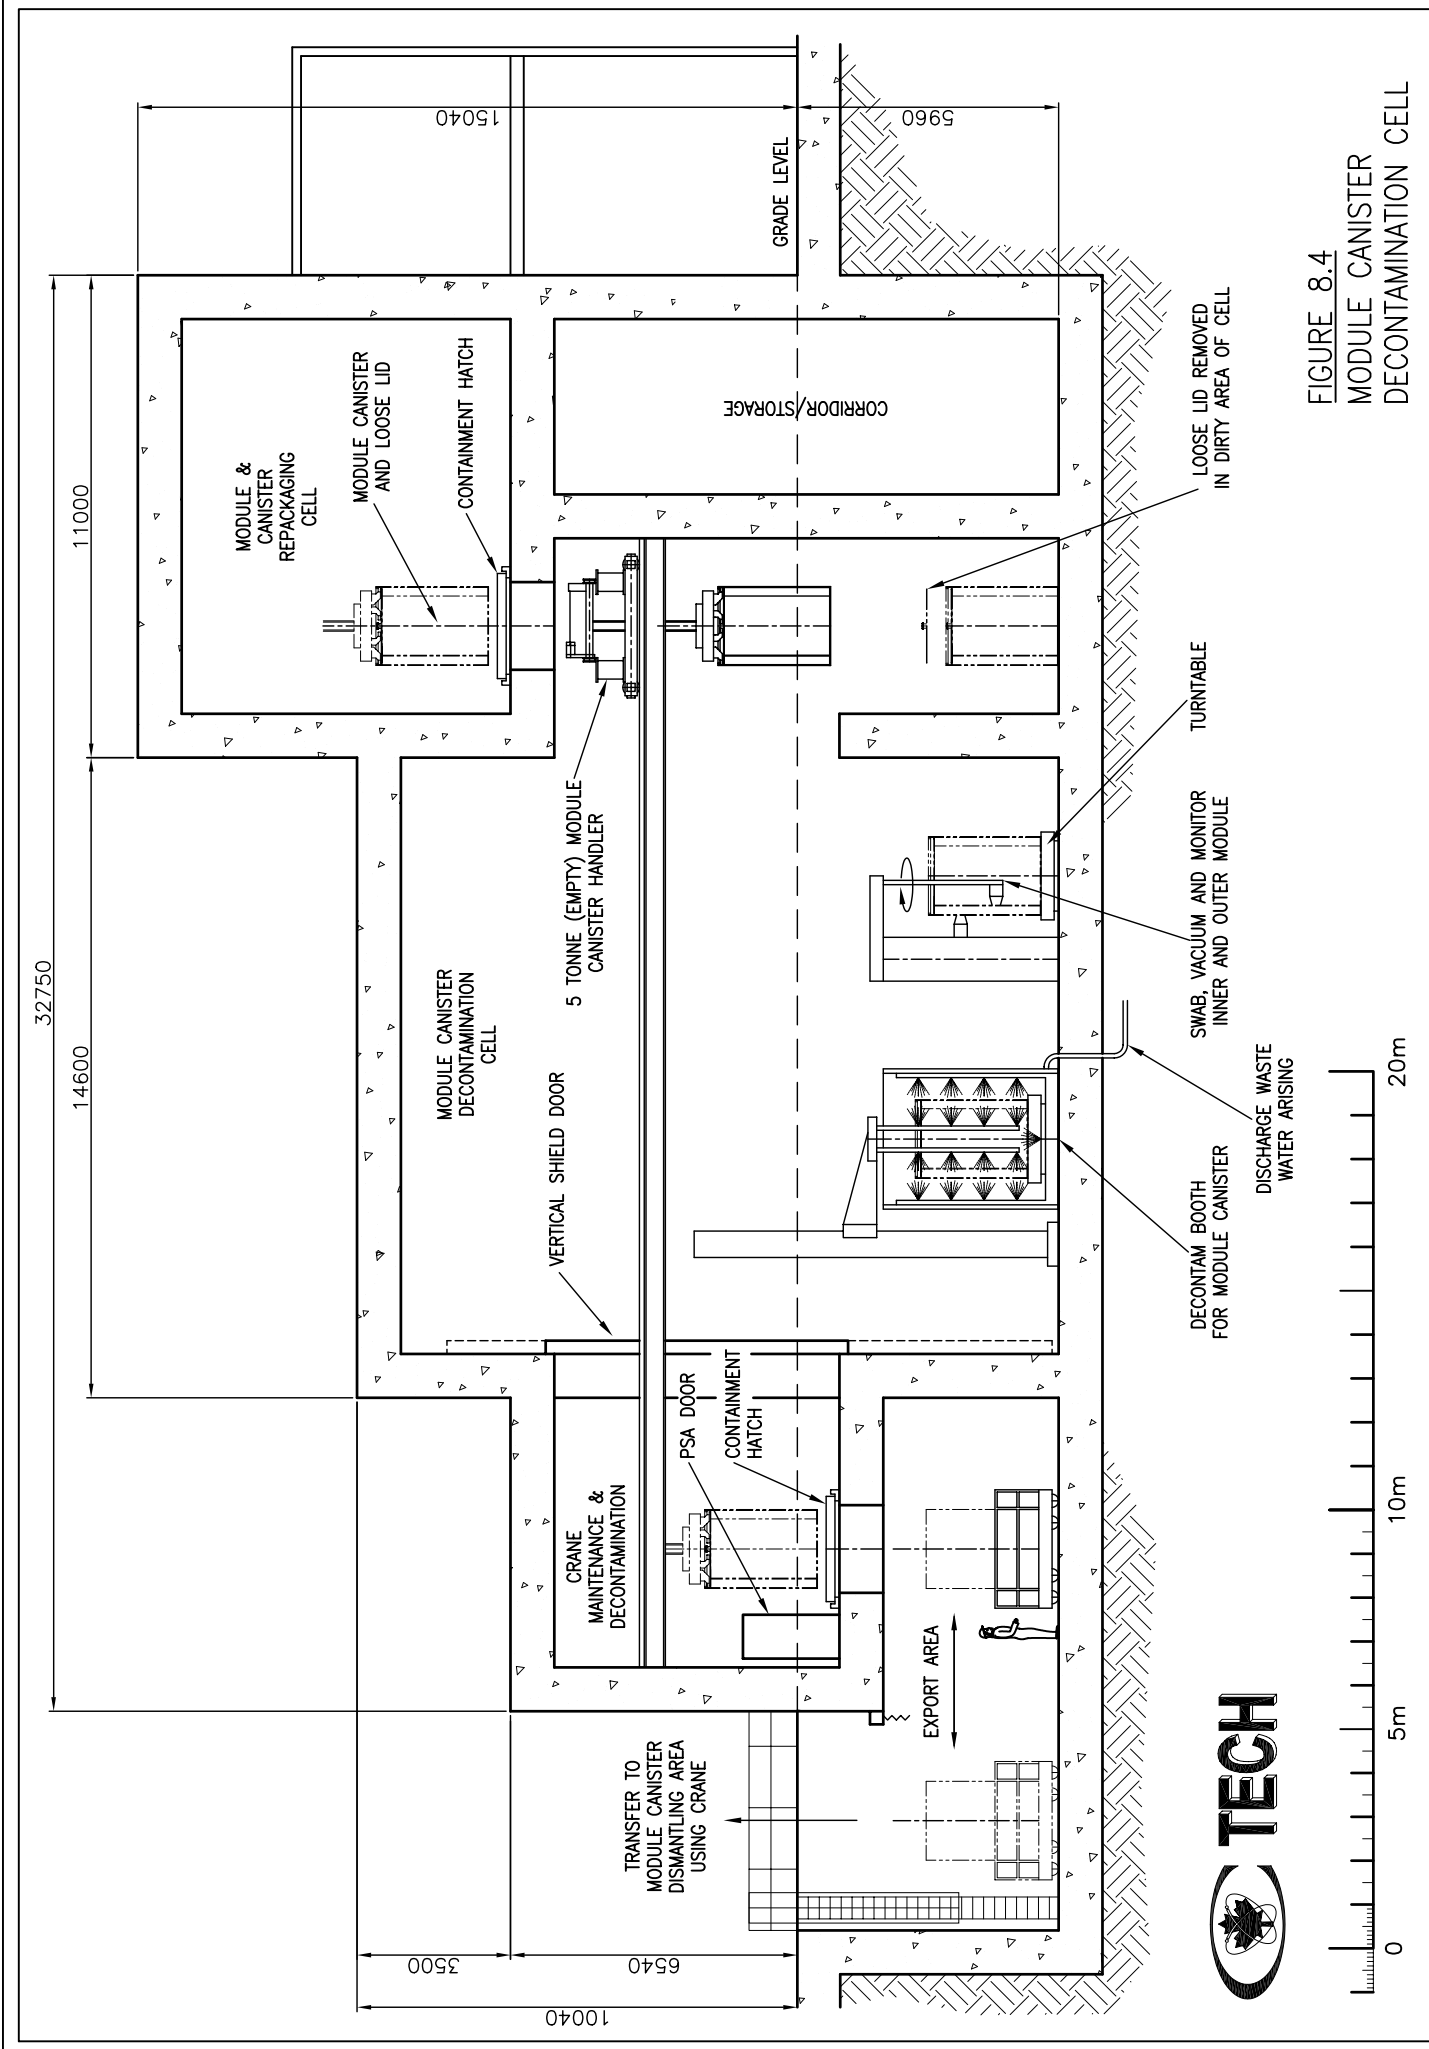 32750
14600
11000
15040
5960
3500
6540
10040
MODULE &
CANISTER
REPACKAGING
CELL
MODULE CANISTER
AND LOOSE LID
CONTAINMENT HATCH
GRADE LEVEL
CORRIDOR/STORAGE
MODULE CANISTER
DECONTAMINATION
CELL
5 TONNE (EMPTY) MODULE
CANISTER HANDLER
VERTICAL SHIELD DOOR
CRANE
MAINTENANCE &
DECONTAMINATION
PSA DOOR
CONTAINMENT
HATCH
TRANSFER TO
MODULE CANISTER
DISMANTLING AREA
USING CRANE
EXPORT AREA
LOOSE LID REMOVED
IN DIRTY AREA OF CELL
TURNTABLE
SWAB, VACUUM AND MONITOR
INNER AND OUTER MODULE
DISCHARGE WASTE
WATER ARISING
DECONTAM BOOTH
FOR MODULE CANISTER
C TECH
0
5m
10m
20m
FIGURE 8.4
MODULE CANISTER
DECONTAMINATION CELL